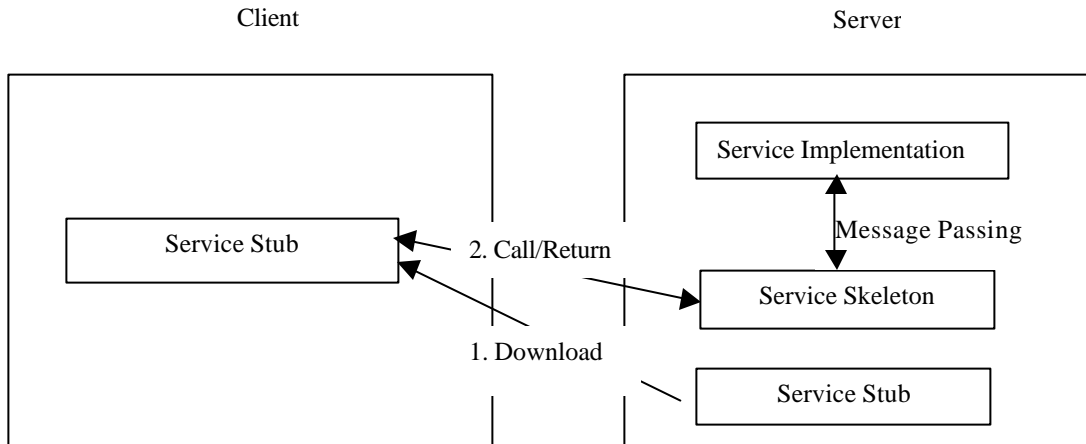 Client
Server
Service Implementation
Message Passing
Service Stub
2. Call/Return
Service Skeleton
1. Download
Service Stub